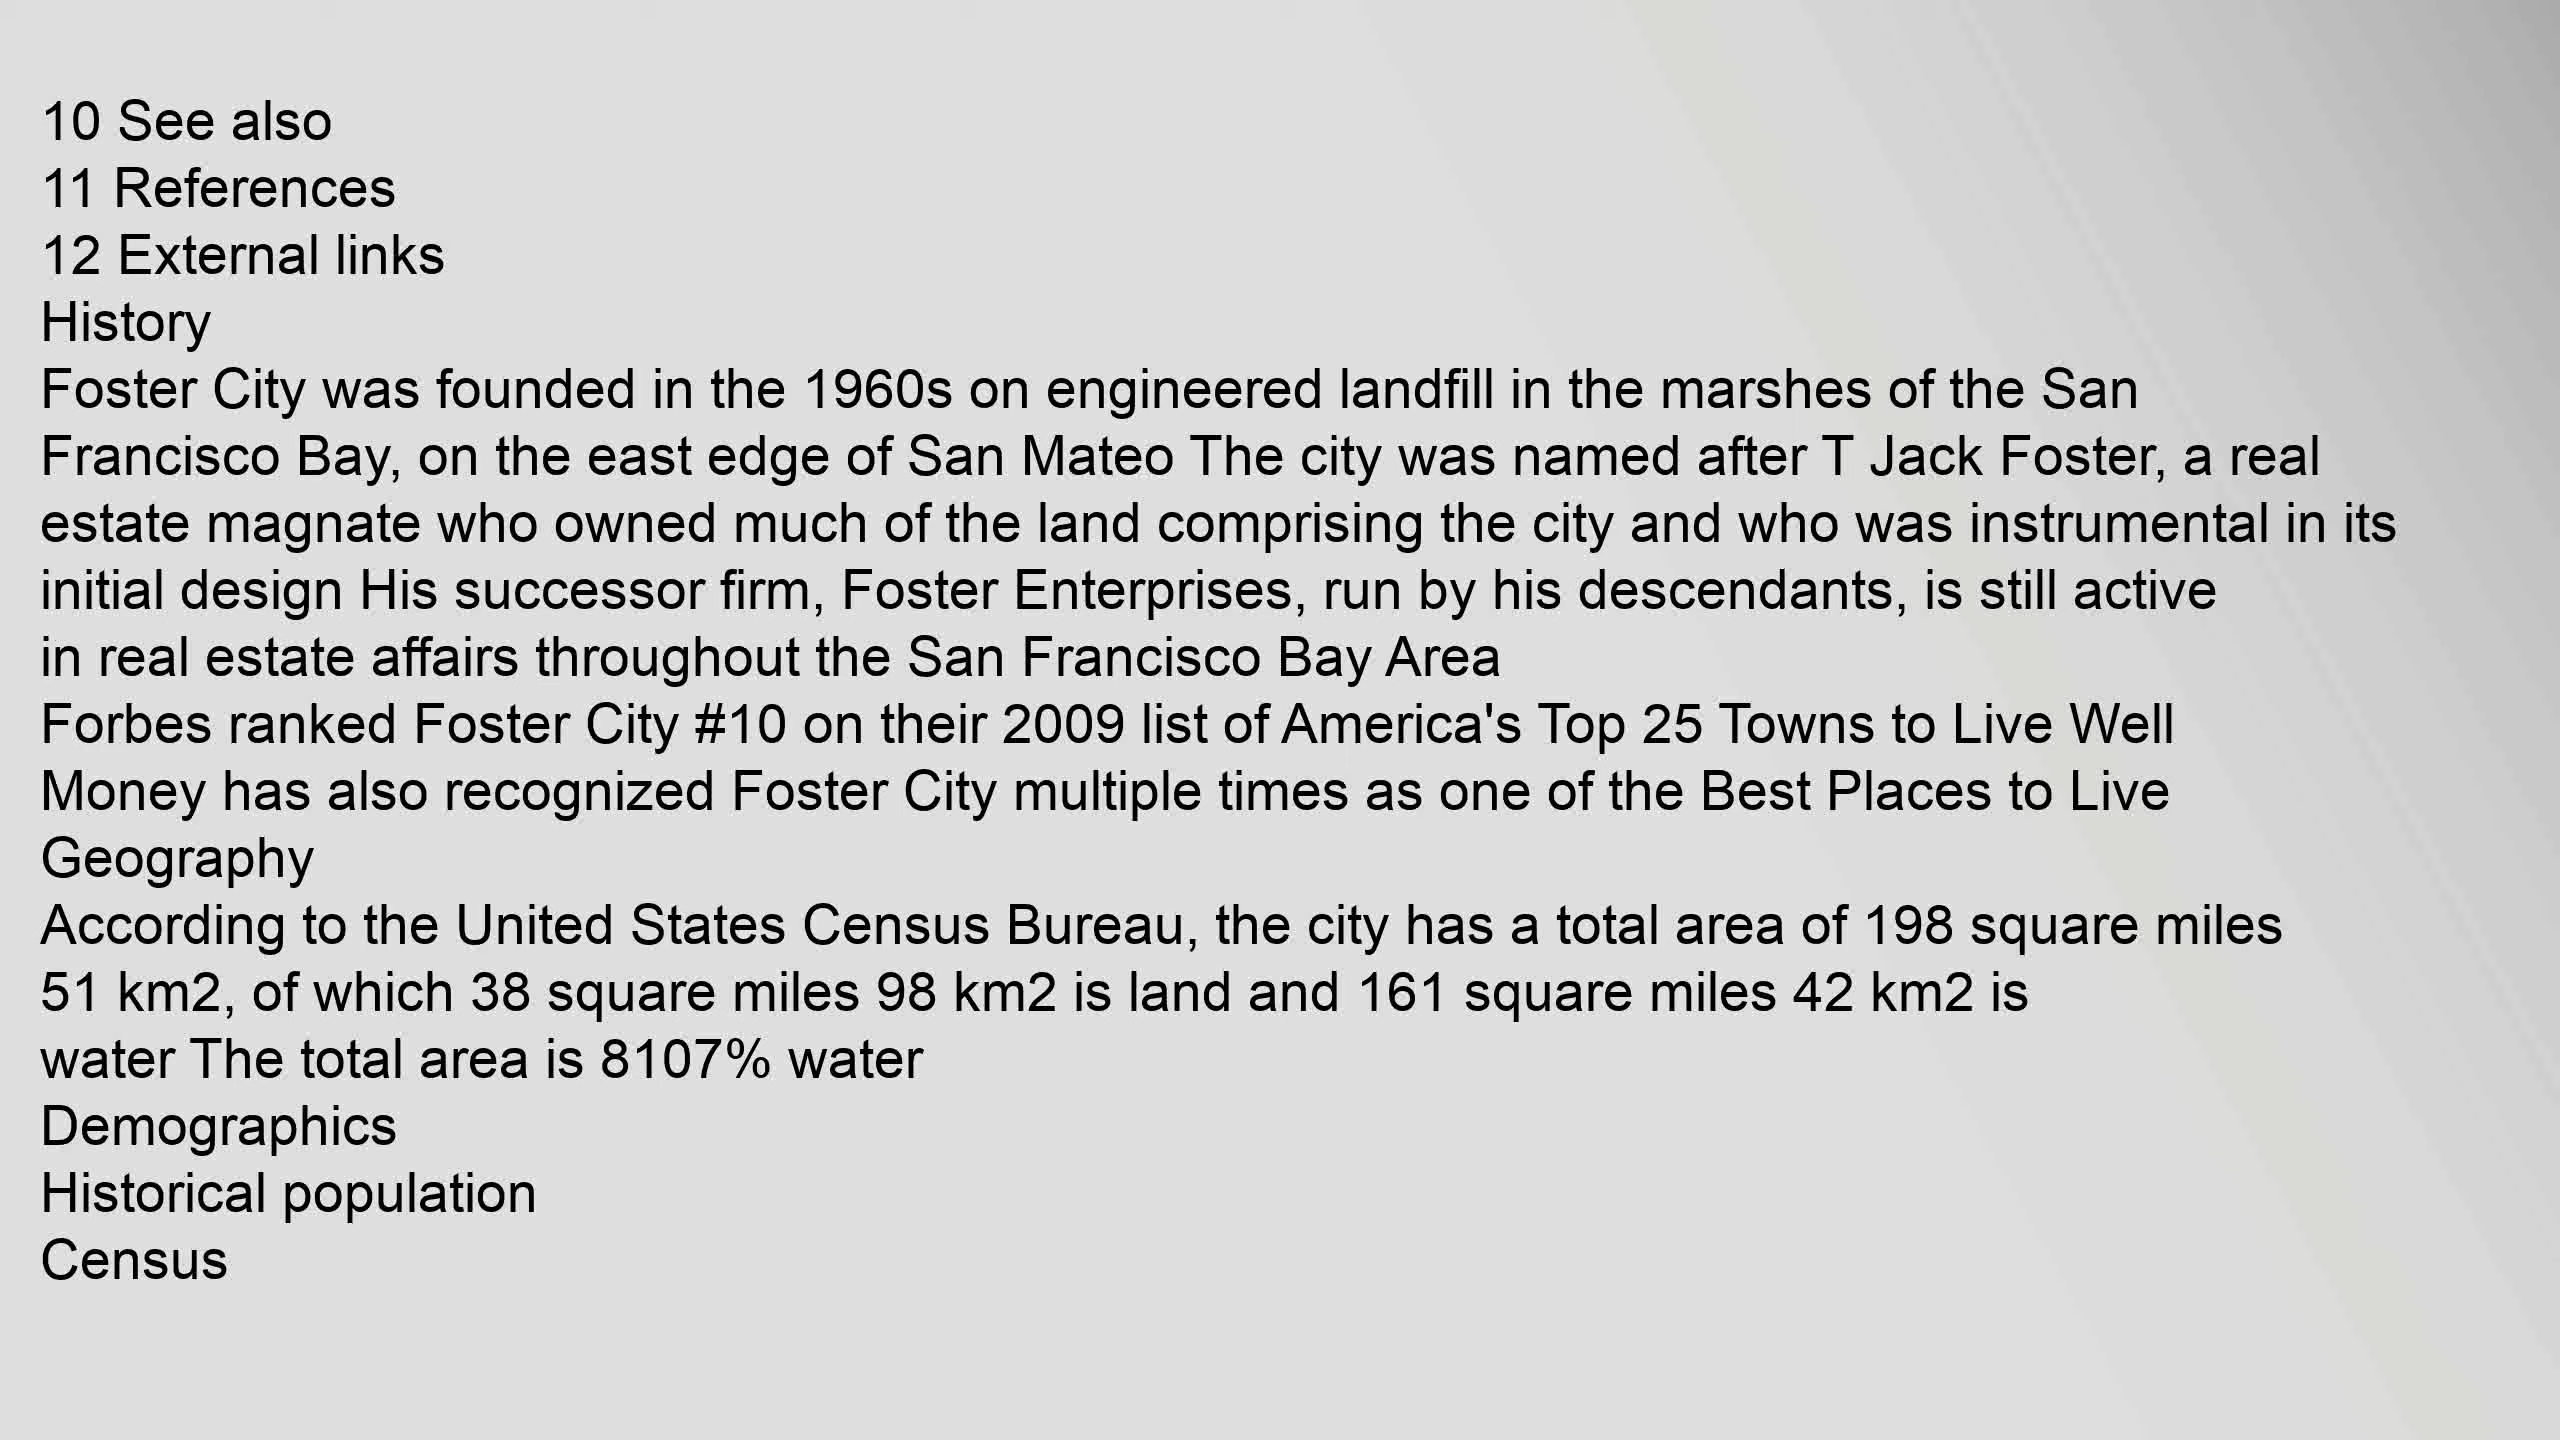 10 See also
11 References
12 External links
History
Foster City was founded in the 1960s on engineered landfill in the marshes of the San
Francisco Bay, on the east edge of San Mateo The city was named after T Jack Foster, a real
estate magnate who owned much of the land comprising the city and who was instrumental in its
initial design His successor firm, Foster Enterprises, run by his descendants, is still active
in real estate affairs throughout the San Francisco Bay Area
Forbes ranked Foster City #10 on their 2009 list of America's Top 25 Towns to Live Well
Money has also recognized Foster City multiple times as one of the Best Places to Live
Geography
According to the United States Census Bureau, the city has a total area of 198 square miles
51 km2, of which 38 square miles 98 km2 is land and 161 square miles 42 km2 is
water The total area is 8107% water
Demographics
Historical population
Census